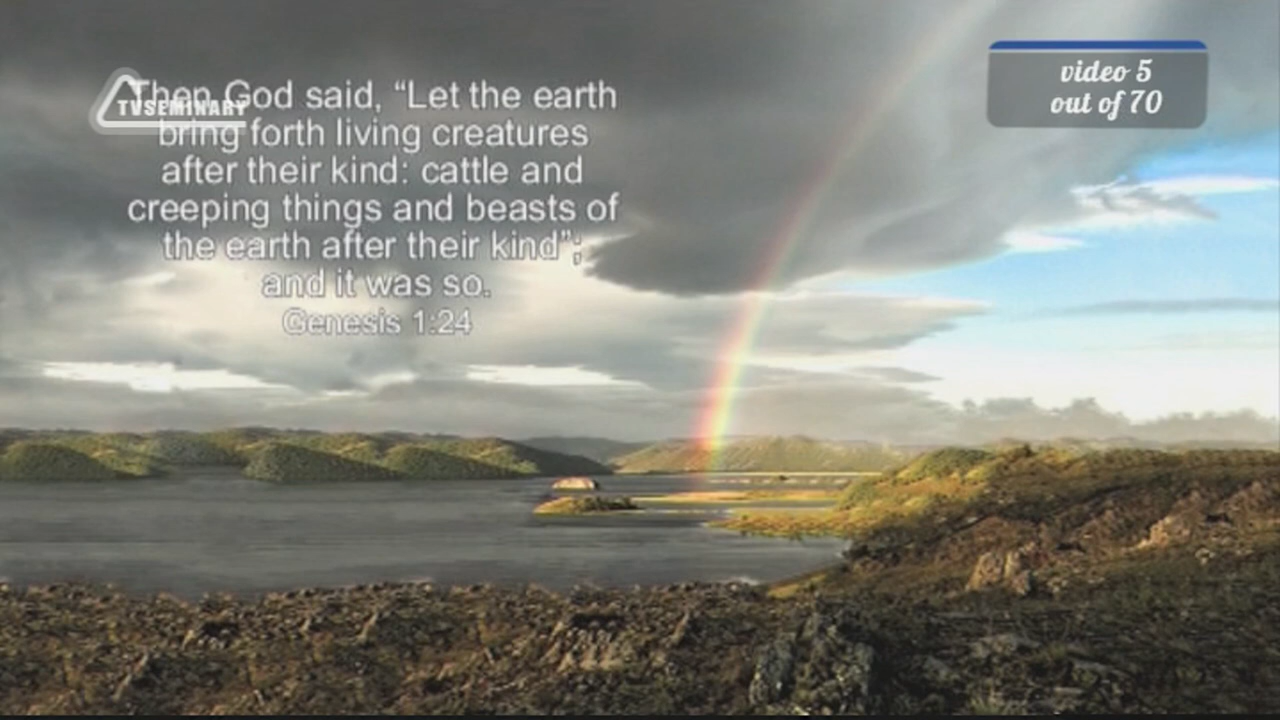 Then God said, “Let the earth
bring forth living creatures
after their kind: cattle and
creeping things and beasts of
the earth after their kind”;
and it was so.
Genesis 1:24
TVSEMINARY
video 5
out of 70